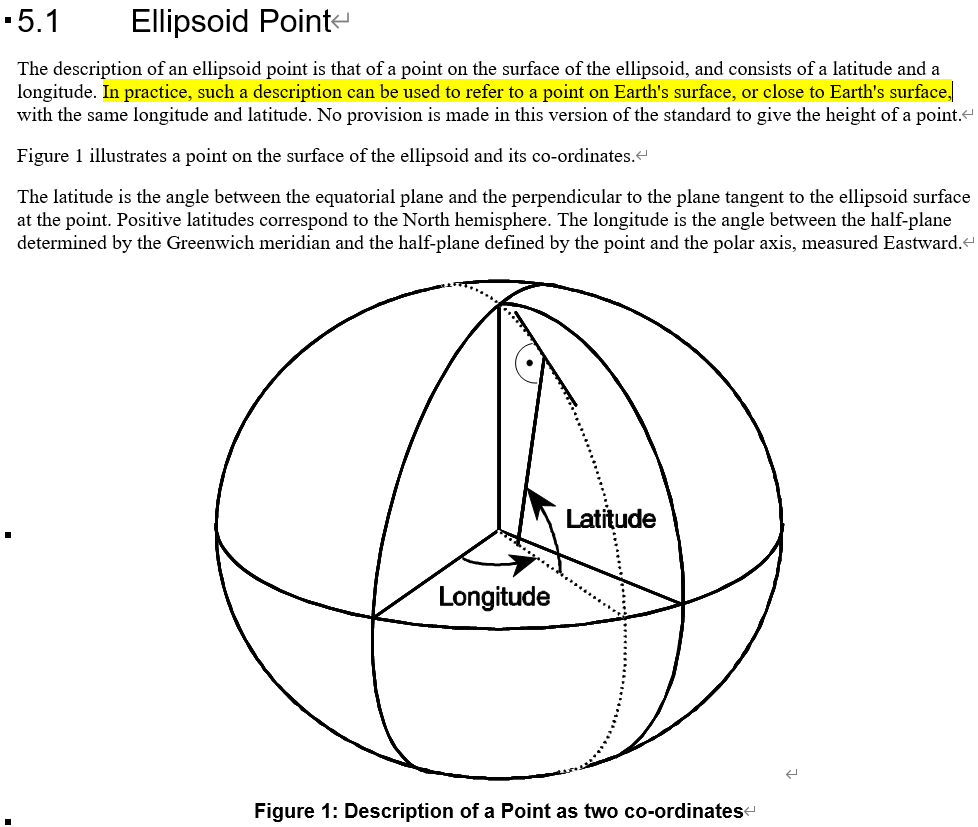 5.1 Ellipsoid Point
The description of an ellipsoid point is that of a point on the surface of the ellipsoid, and consists of a latitude and a
longitude. In practice, such a description can be used to refer to a point on Earth's surface, or close to Earth's surface,
with the same longitude and latitude. No provision is made in this version of the standard to give the height of a point.
Figure 1 illustrates a point on the surface of the ellipsoid and its co-ordinates.
The latitude is the angle between the equatorial plane and the perpendicular to the plane tangent to the ellipsoid surface
at the point. Positive latitudes correspond to the North hemisphere. The longitude is the angle between the half-plane
determined by the Greenwich meridian and the half-plane defined by the point and the polar axis, measured Eastward.
Latitude
Longitude
Figure 1: Description of a Point as two co-ordinates